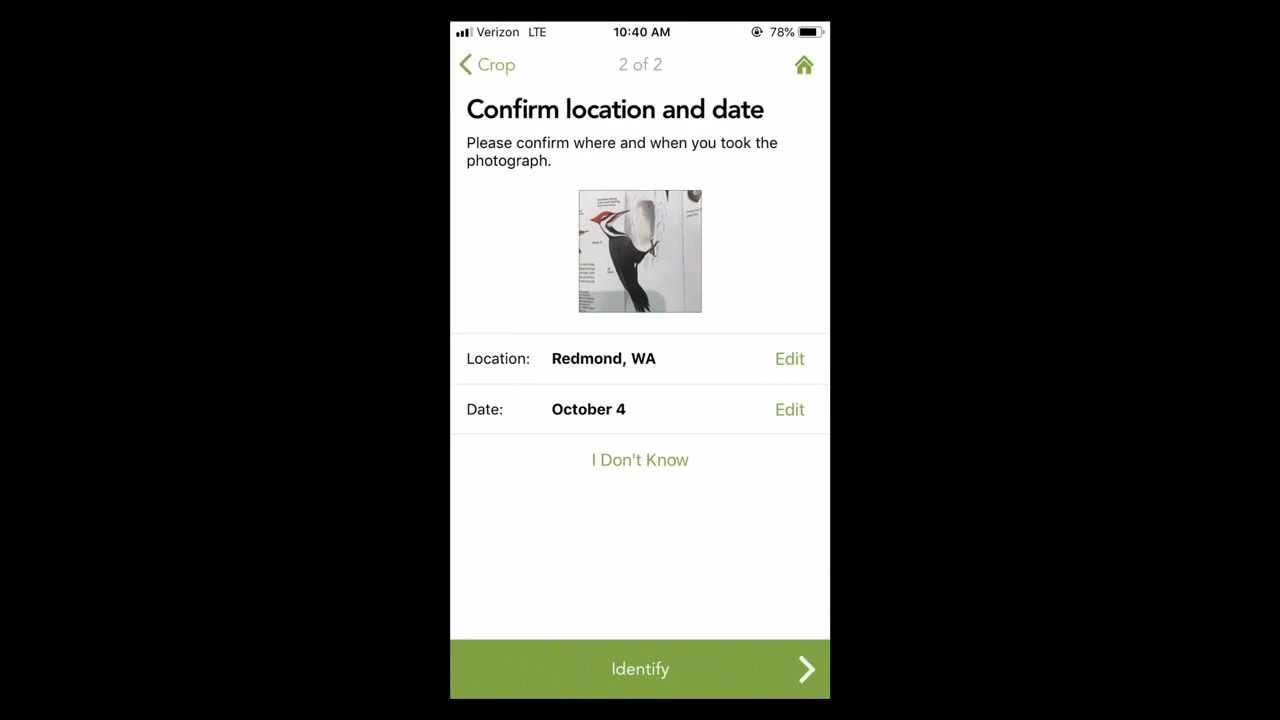 Verizon LTE 10:40 AM 78%
Crop 2 of 2
Confirm location and date
Please confirm where and when you took the
photograph.
Location: Redmond, WA Edit
Date: October 4 Edit
I Don't Know
Identify